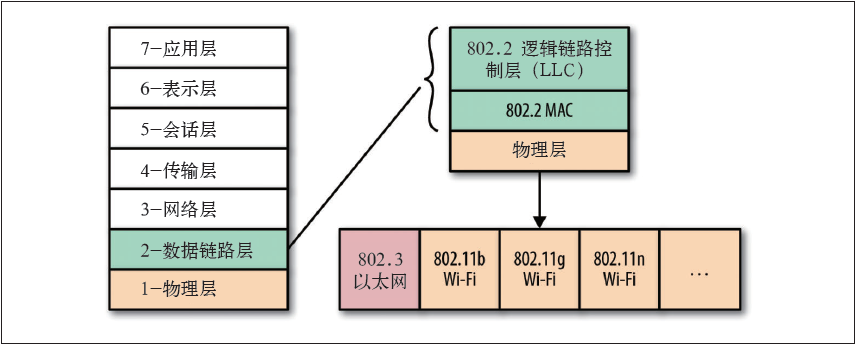 7—应用层
6—表示层
5—会话层
4—传输层
3—网络层
2—数据链路层
1—物理层
802.2 逻辑链路控
制层（LLC）
802.2 MAC
物理层
802.3
以太网
802.11b
Wi-Fi
802.11g
Wi-Fi
802.11n
Wi-Fi
…